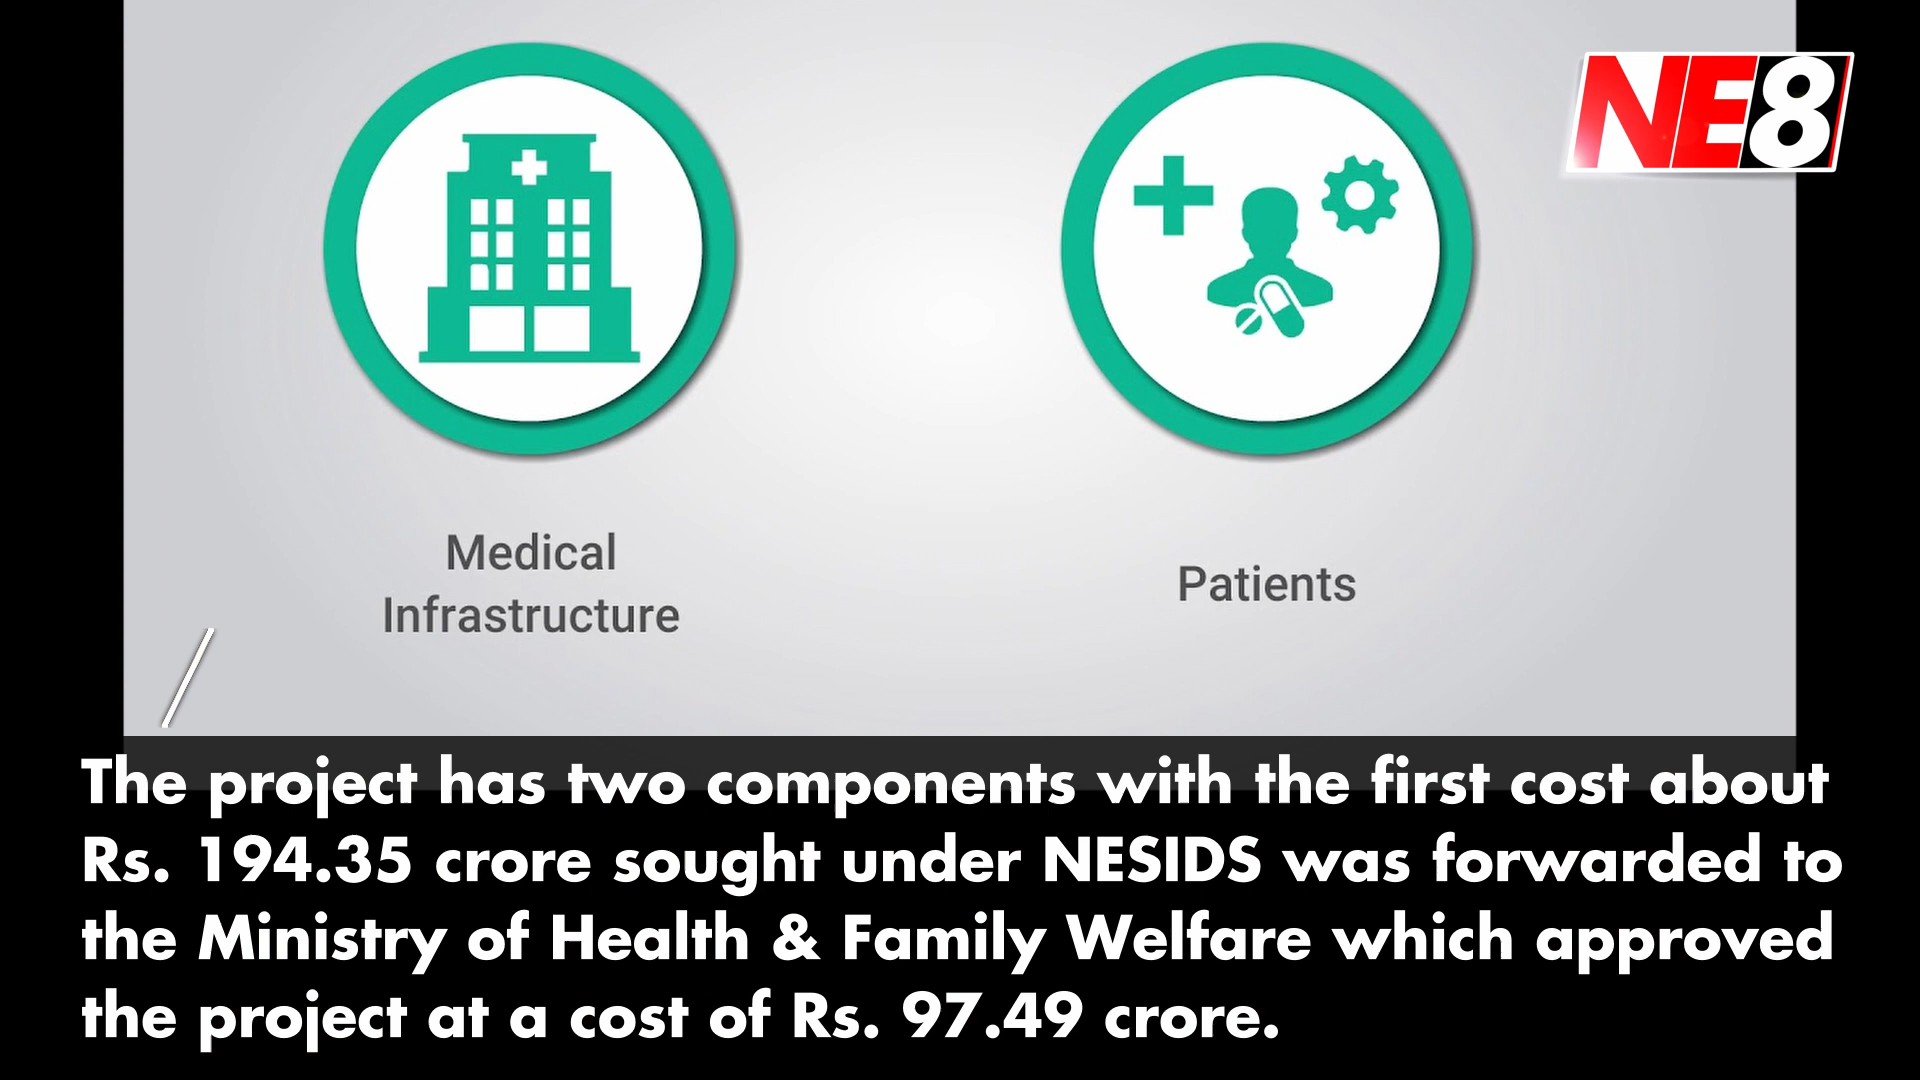 NE8
Medical
Infrastructure
Patients
The project has two components with the first cost about
Rs. 194.35 crore sought under NESIDS was forwarded to
the Ministry of Health & Family Welfare which approved
the project at a cost of Rs. 97.49 crore.